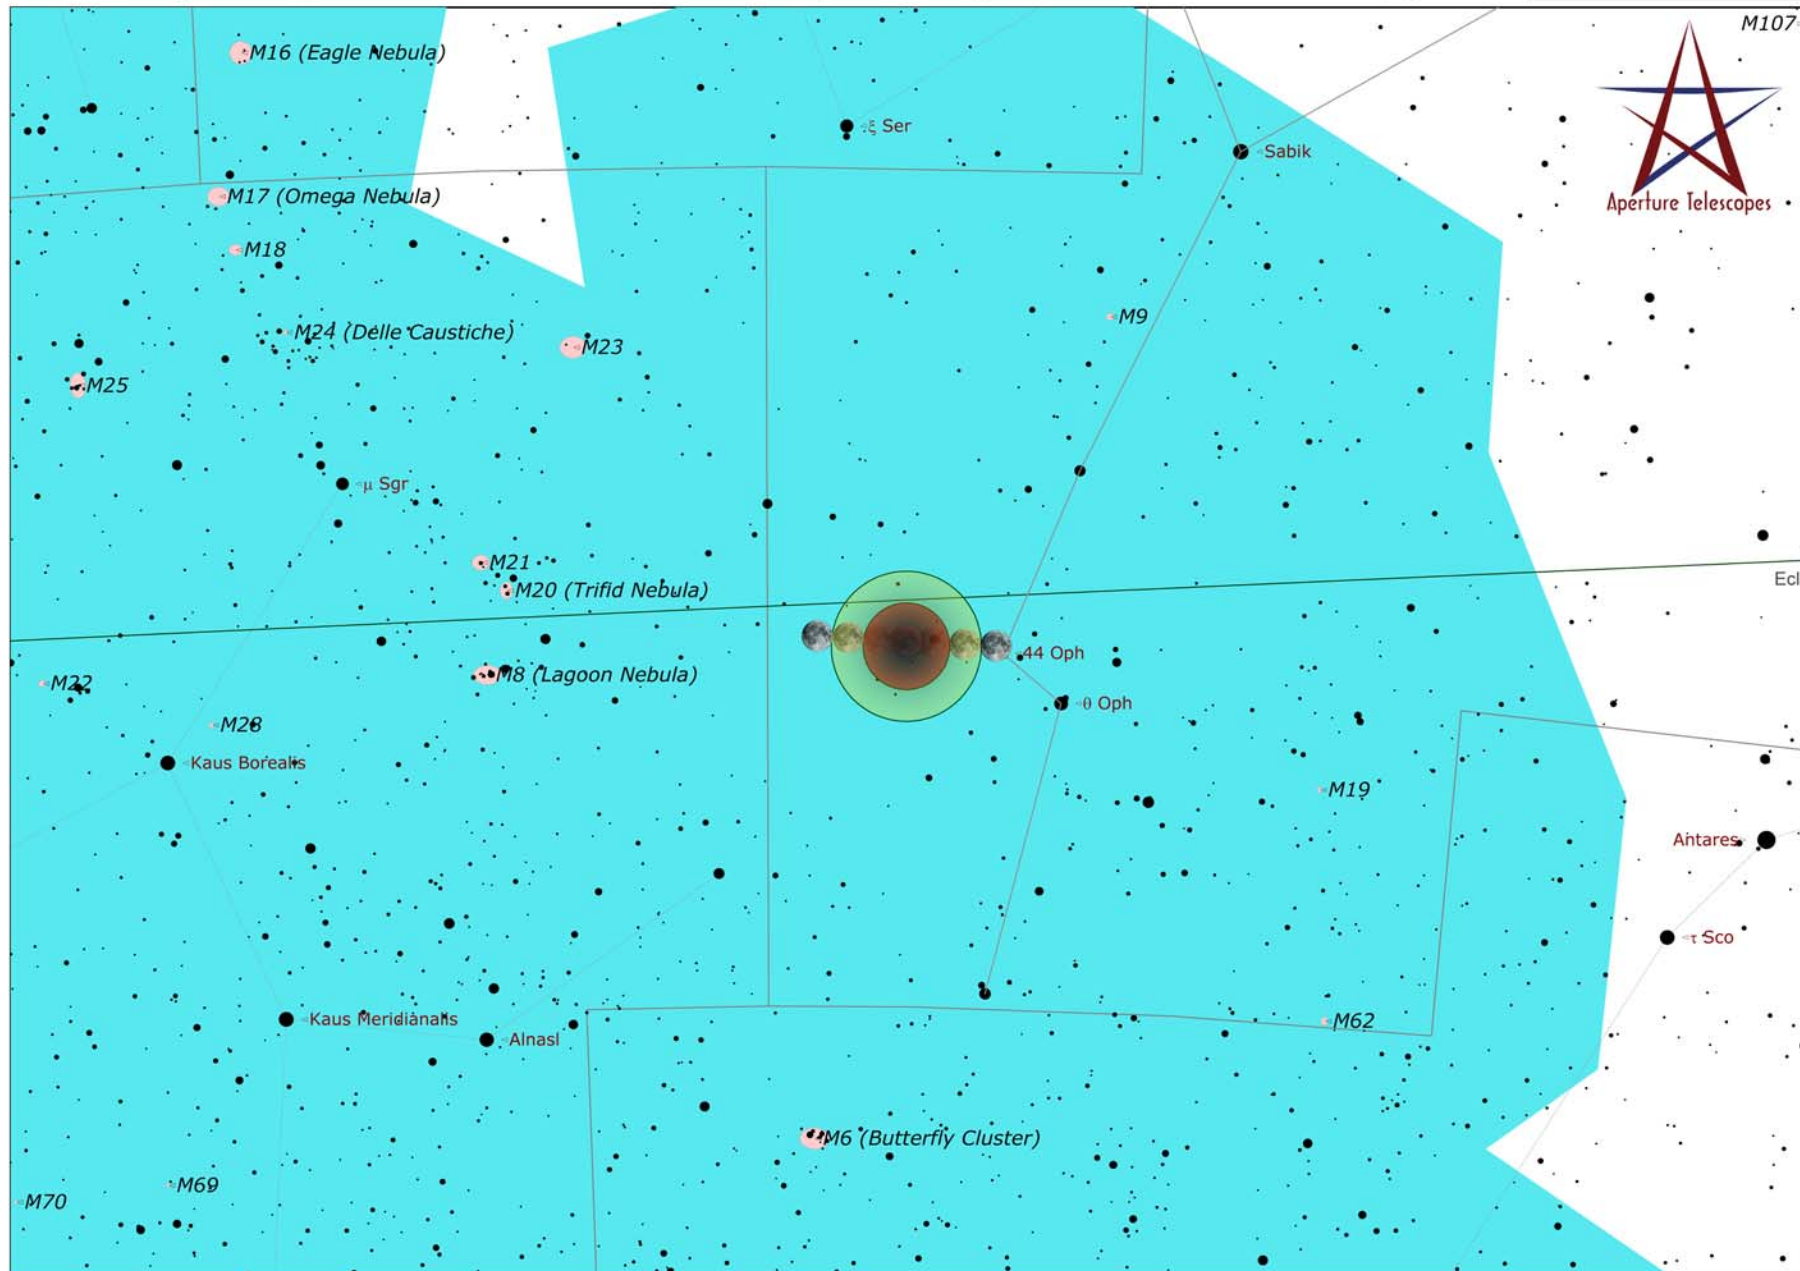 M107
M16 (Eagle Nebula)
ξ Ser
Sabik
M17 (Omega Nebula)
Aperture Telescopes
M18
M9
M24 (Delle Caustiche)
M23
M25
μ Sgr
M21
Ecl
M20 (Trifid Nebula)
44 Oph
M8 (Lagoon Nebula)
M22
θ Oph
M28
Kaus Borealis
M19
Antares
τ Sco
Kaus Meridianalis
M62
Alnasl
M6 (Butterfly Cluster)
M69
M70